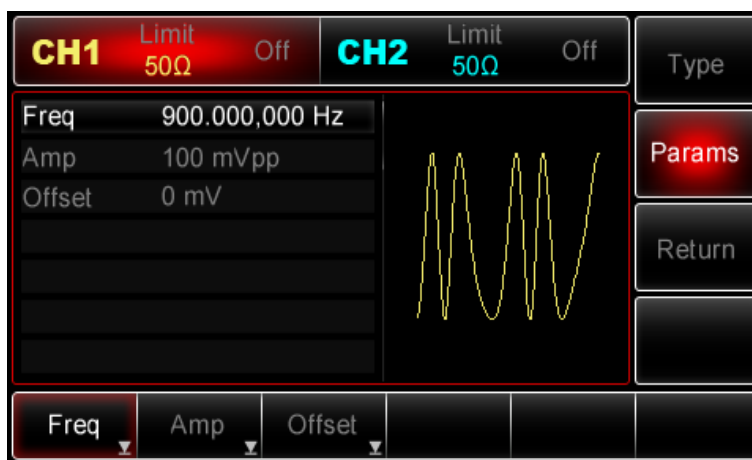 CH1 Limit 50Ω Off CH2 Limit 50Ω Off
Type
Freq 900.000,000 Hz
Amp 100 mVpp
Offset 0 mV
Params
Return
Freq Amp Offset